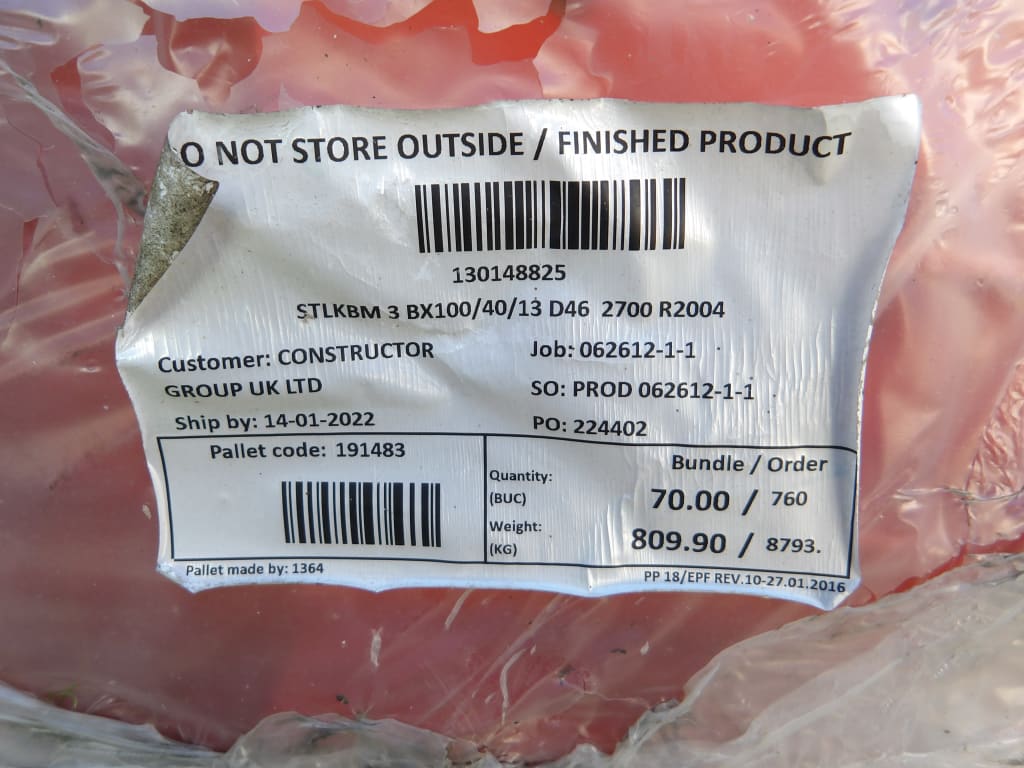 O NOT STORE OUTSIDE / FINISHED PRODUCT
130148825
STLKBM 3 BX100/40/13 D46 2700 R2004
Customer: CONSTRUCTOR
GROUP UK LTD
Job: 062612-1-1
SO: PROD 062612-1-1
Ship by: 14-01-2022
PO: 224402
Pallet code: 191483
Bundle / Order
Quantity:
(BUC)
70.00 / 760
Weight:
(KG)
809.90 / 8793.
Pallet made by: 1364
PP 18/EPF REV.10-27.01.2016